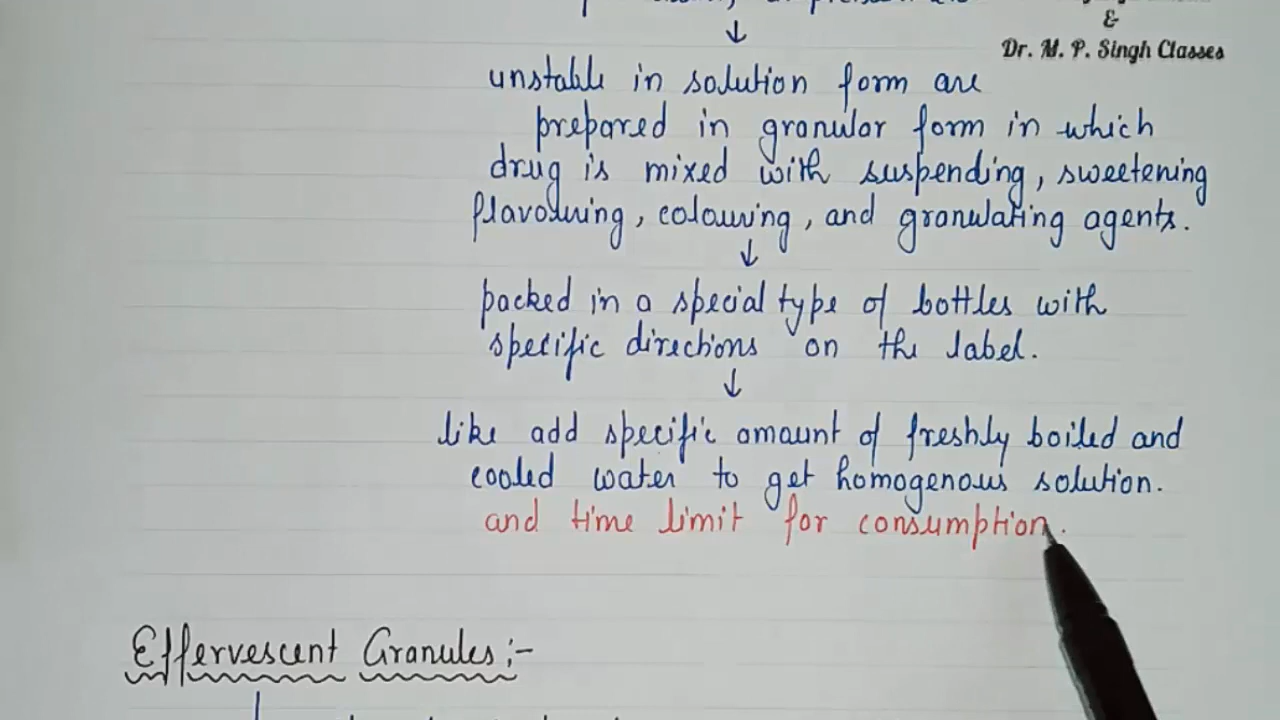 &
Dr. M. P. Singh Classes
unstable in solution form are
prepared in granular form in which
drug is mixed with suspending, sweetening
flavouring, colouring, and granulating agents.
packed in a special type of bottles with
specific directions on the label.
like add specific amount of freshly boiled and
cooled water to get homogenous solution.
and time limit for consumption.
Effervescent Granules:-